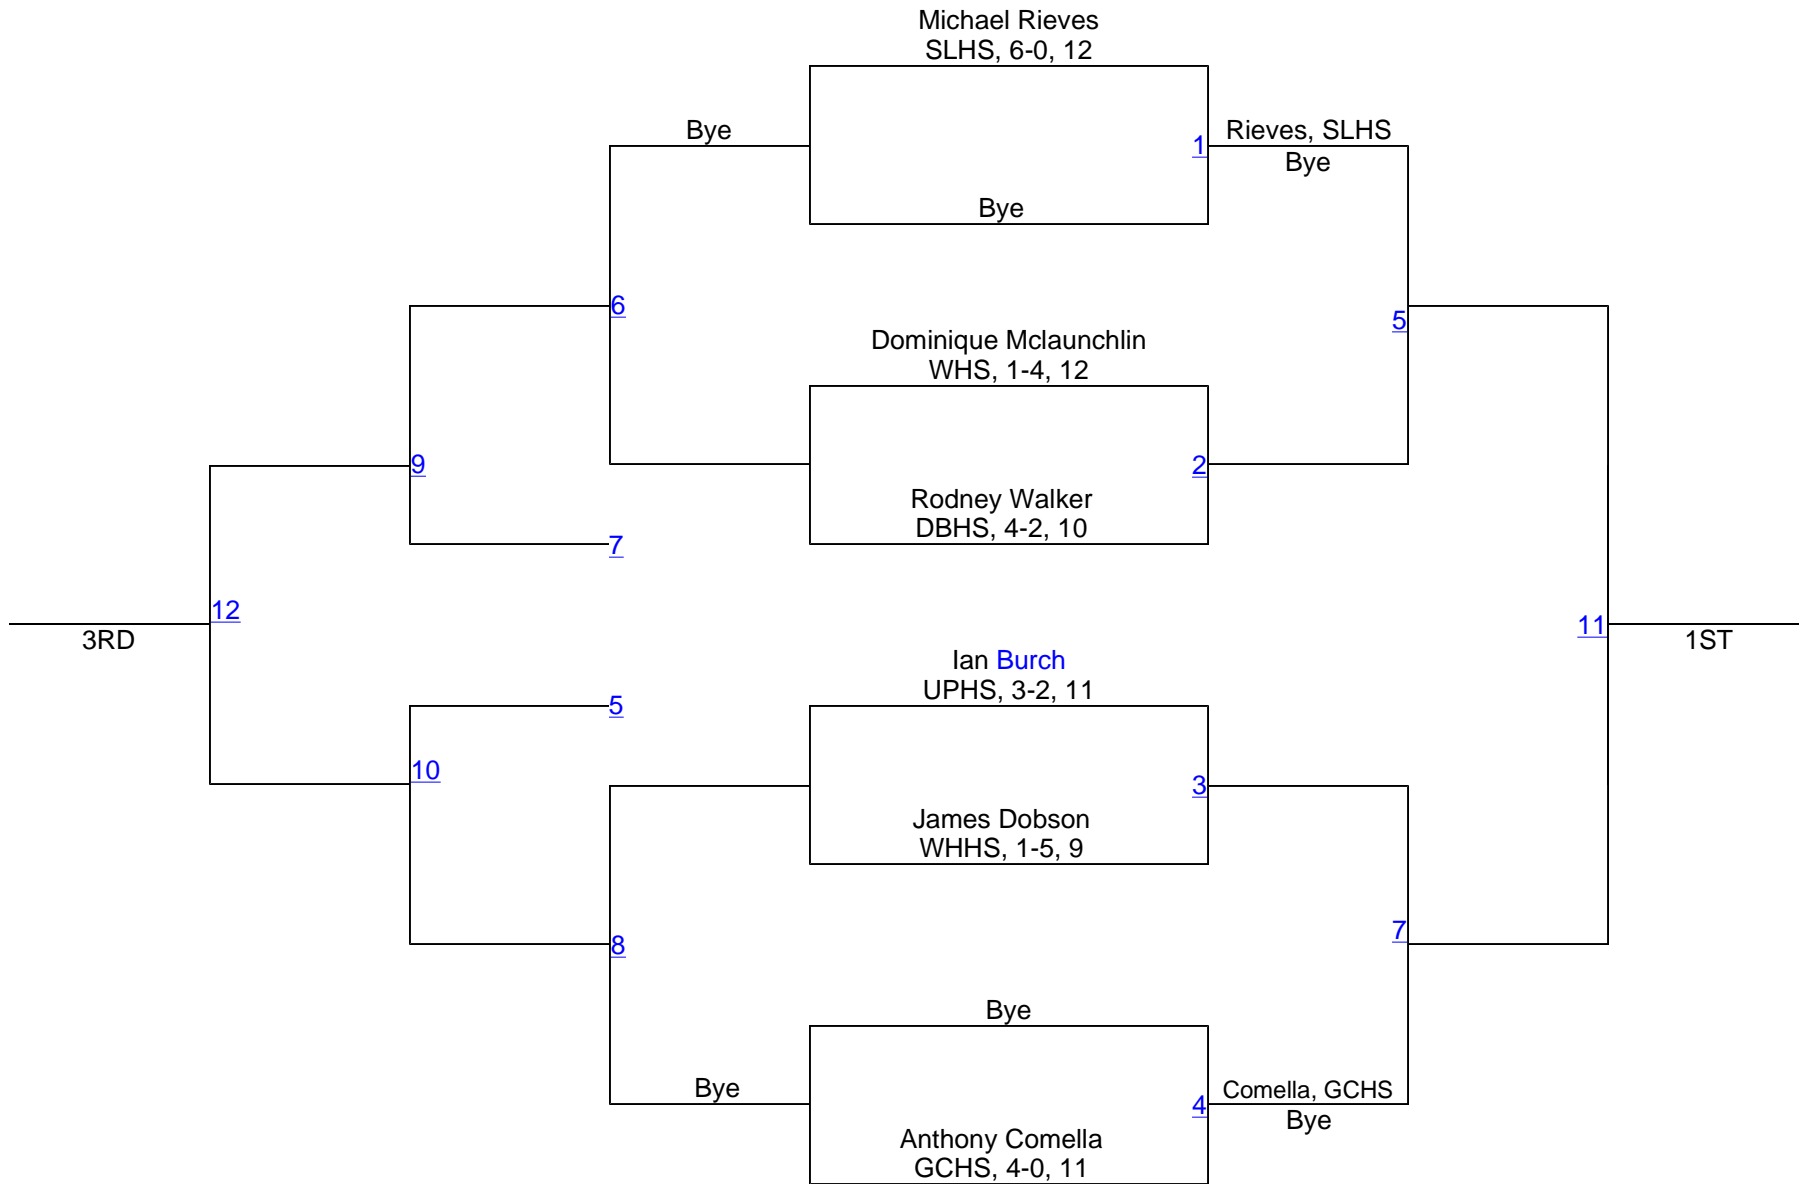 Michael Rieves
SLHS, 6-0, 12
Bye
1
Rieves, SLHS
Bye
Bye
6
5
Dominique Mclaunchlin
WHS, 1-4, 12
9
2
Rodney Walker
DBHS, 4-2, 10
7
12
3RD
11
1ST
Ian Burch
UPHS, 3-2, 11
5
10
3
James Dobson
WHHS, 1-5, 9
8
7
Bye
Bye
4
Comella, GCHS
Bye
Anthony Comella
GCHS, 4-0, 11